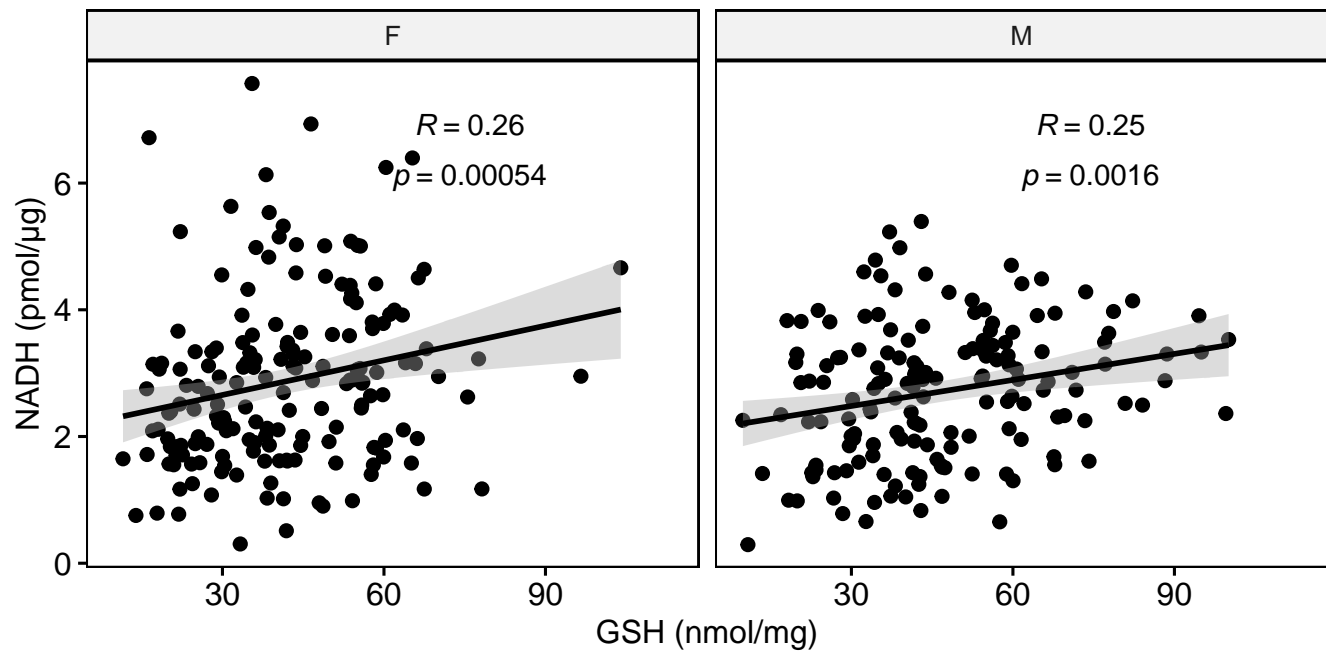 F
M
R = 0.26
p = 0.00054
R = 0.25
p = 0.0016
NADH (pmol/µg)
6
4
2
0
30 60 90
30 60 90
GSH (nmol/mg)